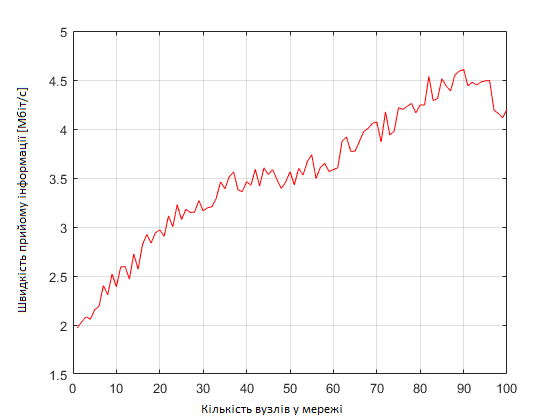 5
4.5
4
3.5
3
2.5
2
1.5
0 10 20 30 40 50 60 70 80 90 100
Швидкість прийому інформації [Мбіт/с]
Кількість вузлів у мережі